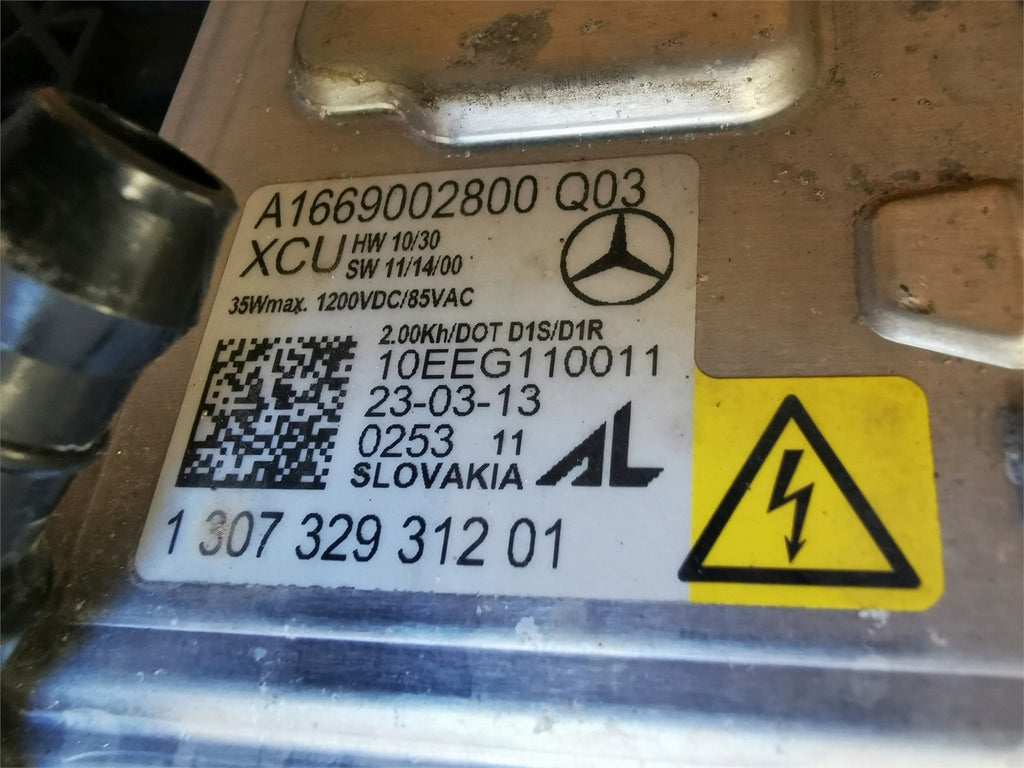 A1669002800 Q03
XCU HW 10/30
SW 11/14/00
35Wmax. 1200VDC/85VAC
2.00Kh/DOT D1S/D1R
10EEG110011
23-03-13
0253 11
SLOVAKIA AL
1 307 329 312 01